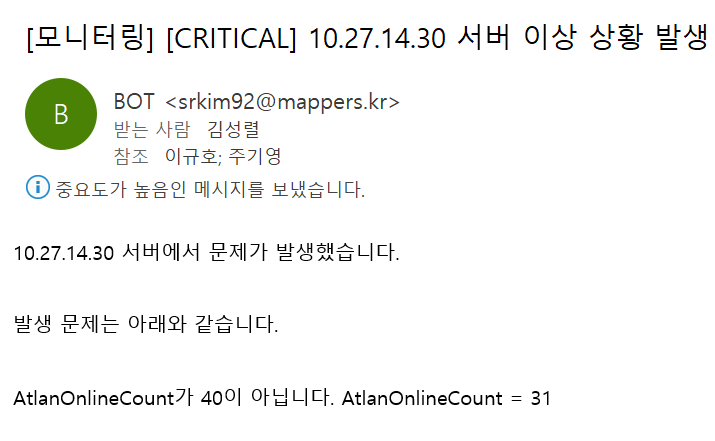 [모니터링] [CRITICAL] 10.27.14.30 서버 이상 상황 발생
B
BOT <srkim92@mappers.kr>
받는 사람 김성렬
참조 이규호; 주기영
중요도가 높음인 메시지를 보냈습니다.
10.27.14.30 서버에서 문제가 발생했습니다.
발생 문제는 아래와 같습니다.
AtlanOnlineCount가 40이 아닙니다. AtlanOnlineCount = 31